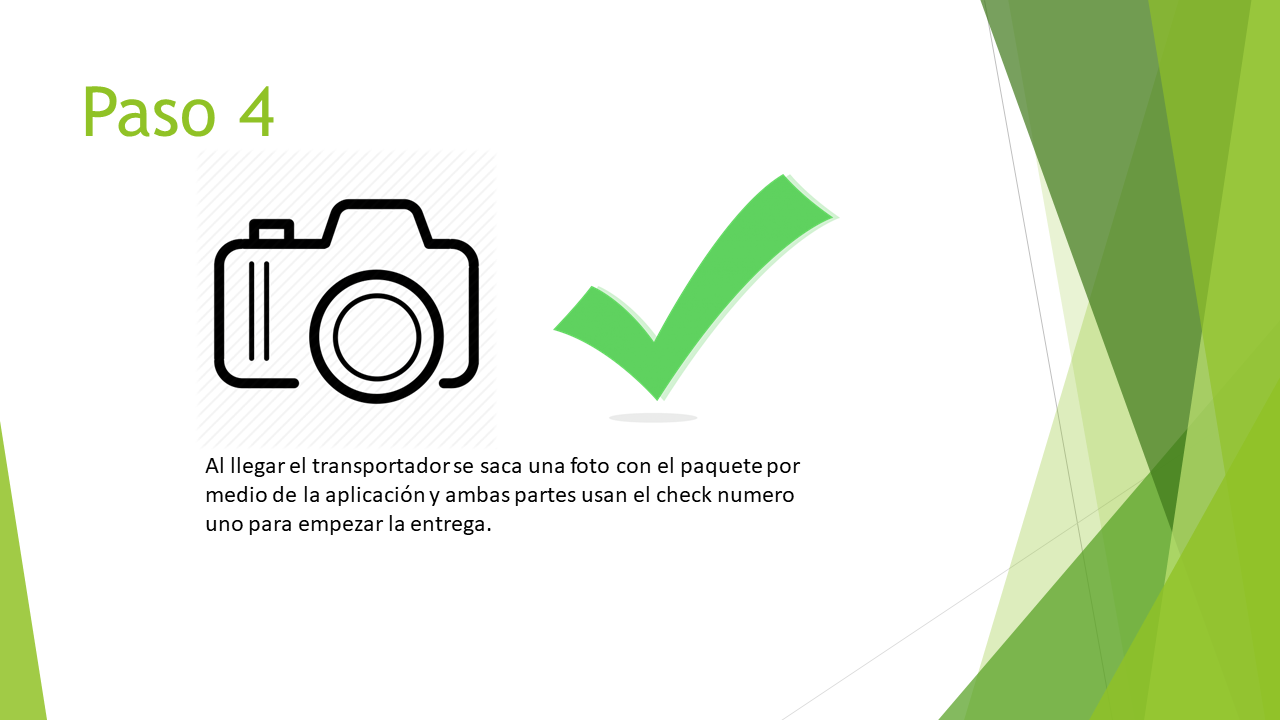 Paso 4
Al llegar el transportador se saca una foto con el paquete por
medio de la aplicación y ambas partes usan el check numero
uno para empezar la entrega.